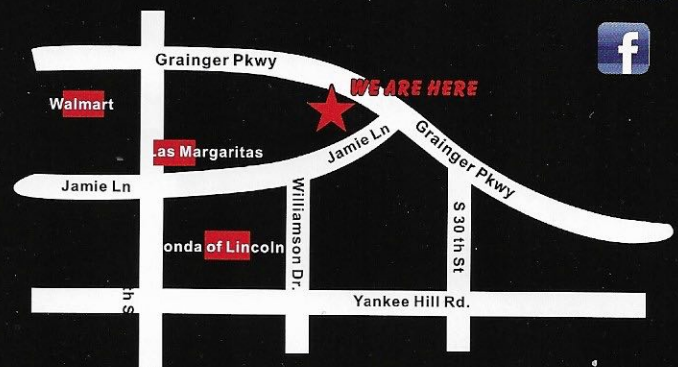 Grainger Pkwy
f
WE ARE HERE
Walmart
Grainger Pkwy
Jamie Ln
as Margaritas
Jamie Ln
Williamson Dr.
S 30th St
onda of Lincoln
Yankee Hill Rd.
h S